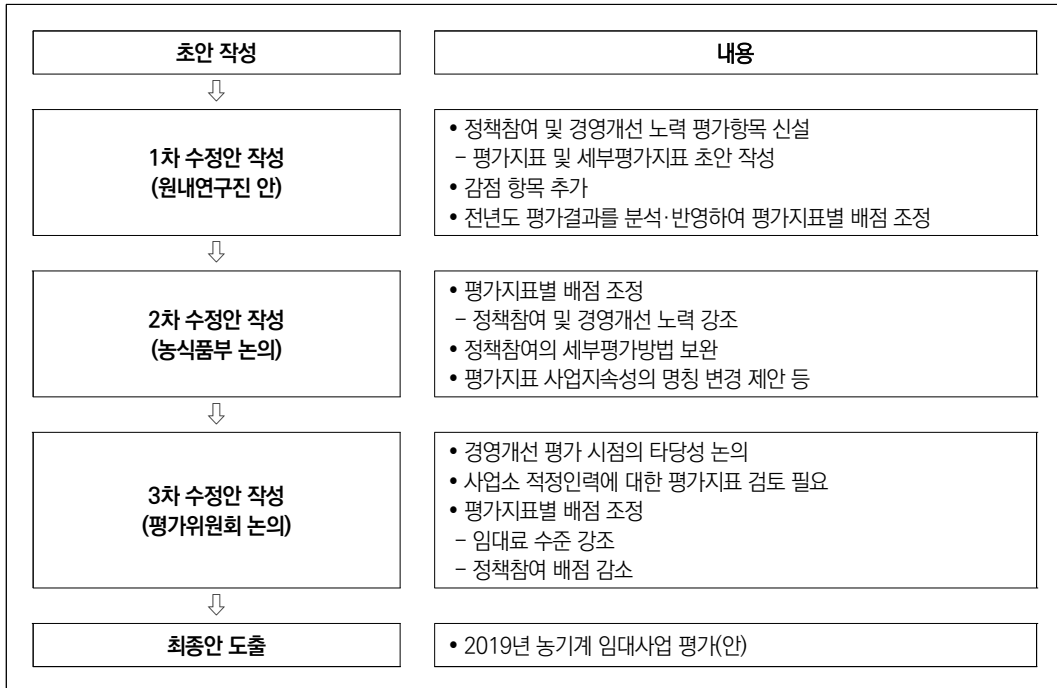 초안 작성
내용
⇩
1차 수정안 작성
(원내연구진 안)
• 정책참여 및 경영개선 노력 평가항목 신설
– 평가지표 및 세부평가지표 초안 작성
• 감점 항목 추가
• 전년도 평가결과를 분석·반영하여 평가지표별 배점 조정
⇩
2차 수정안 작성
(농식품부 논의)
• 평가지표별 배점 조정
– 정책참여 및 경영개선 노력 강조
• 정책참여의 세부평가방법 보완
• 평가지표 사업지속성의 명칭 변경 제안 등
⇩
3차 수정안 작성
(평가위원회 논의)
• 경영개선 평가 시점의 타당성 논의
• 사업소 적정인력에 대한 평가지표 검토 필요
• 평가지표별 배점 조정
– 임대료 수준 강조
– 정책참여 배점 감소
⇩
최종안 도출
• 2019년 농기계 임대사업 평가(안)